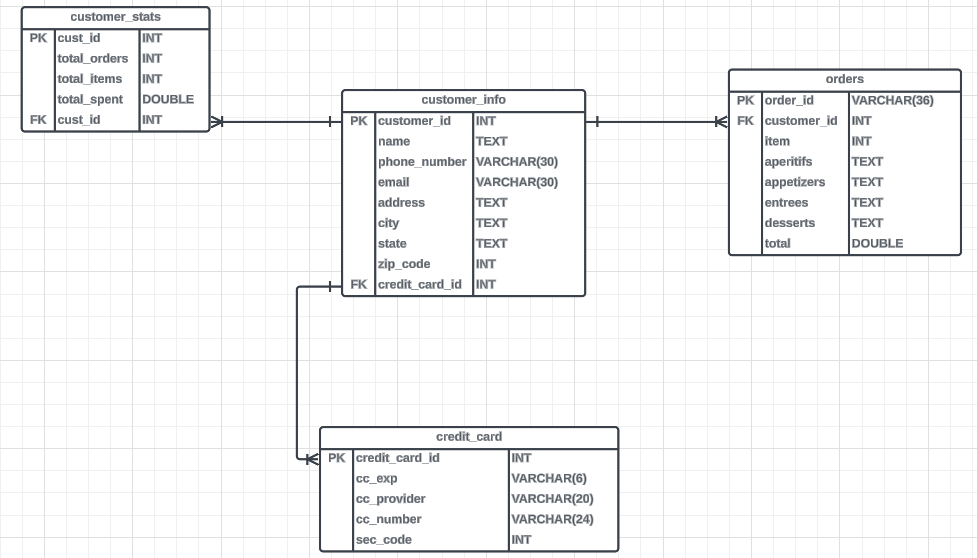 customer_stats
PK cust_id INT
total_orders INT
total_items INT
total_spent DOUBLE
FK cust_id INT
customer_info
PK customer_id INT
name TEXT
phone_number VARCHAR(30)
email VARCHAR(30)
address TEXT
city TEXT
state TEXT
zip_code INT
FK credit_card_id INT
orders
PK order_id VARCHAR(36)
FK customer_id INT
item INT
aperitifs TEXT
appetizers TEXT
entrees TEXT
desserts TEXT
total DOUBLE
credit_card
PK credit_card_id INT
cc_exp VARCHAR(6)
cc_provider VARCHAR(20)
cc_number VARCHAR(24)
sec_code INT